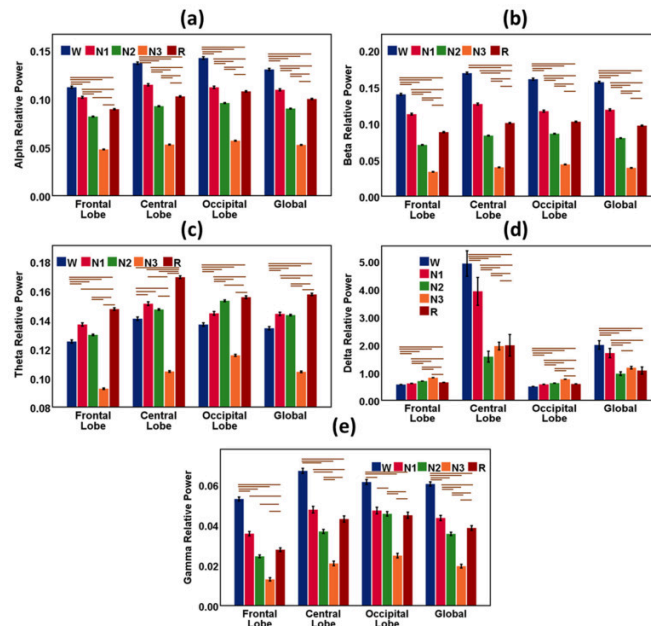 (a)
W N1 N2 N3 R
0.15
0.10
0.05
0.00
Alpha Relative Power
Frontal Lobe
Central Lobe
Occipital Lobe
Global
(b)
W N1 N2 N3 R
0.20
0.15
0.10
0.05
0.00
Beta Relative Power
Frontal Lobe
Central Lobe
Occipital Lobe
Global
(c)
W N1 N2 N3 R
0.18
0.16
0.14
0.12
0.10
0.08
Theta Relative Power
Frontal Lobe
Central Lobe
Occipital Lobe
Global
(d)
W
N1
N2
N3
R
5.00
4.00
3.00
2.00
1.00
0.00
Delta Relative Power
Frontal Lobe
Central Lobe
Occipital Lobe
Global
(e)
W N1 N2 N3 R
0.06
0.04
0.02
0.00
Gamma Relative Power
Frontal Lobe
Central Lobe
Occipital Lobe
Global